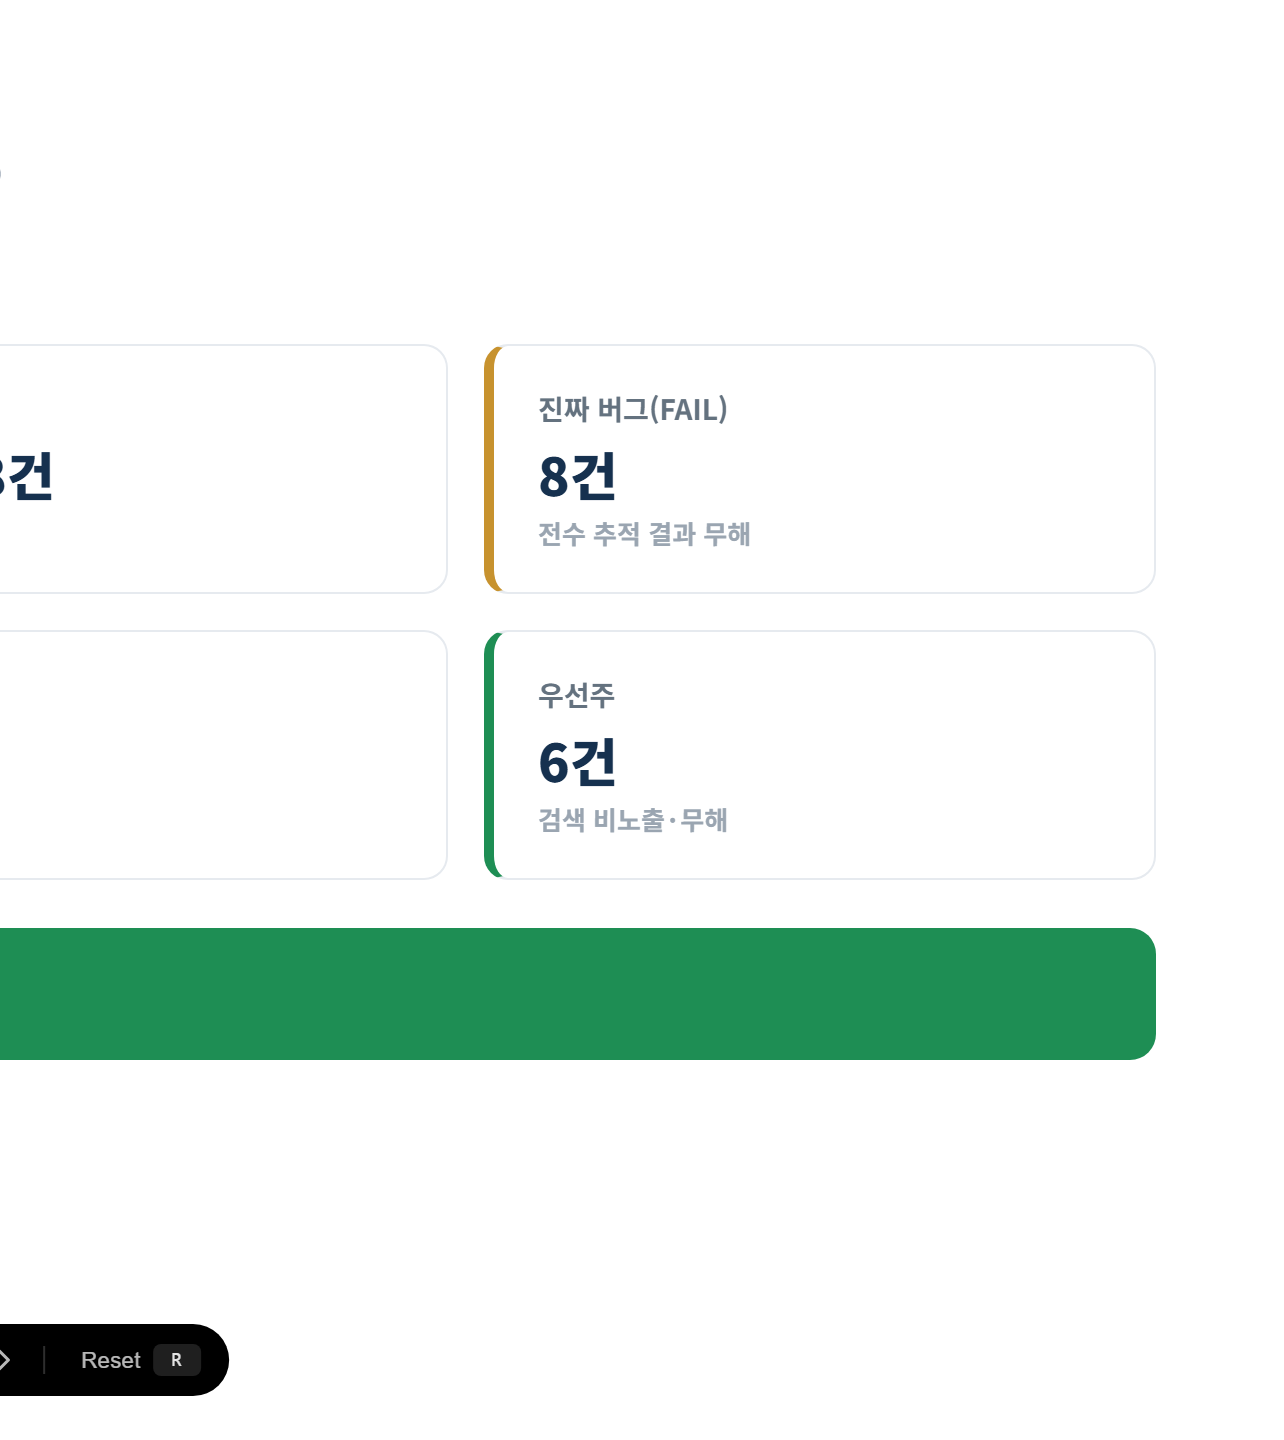 진짜 버그(FAIL)
건
8건
전수 추적 결과 무해
우선주
6건
검색 비노출·무해
Reset R